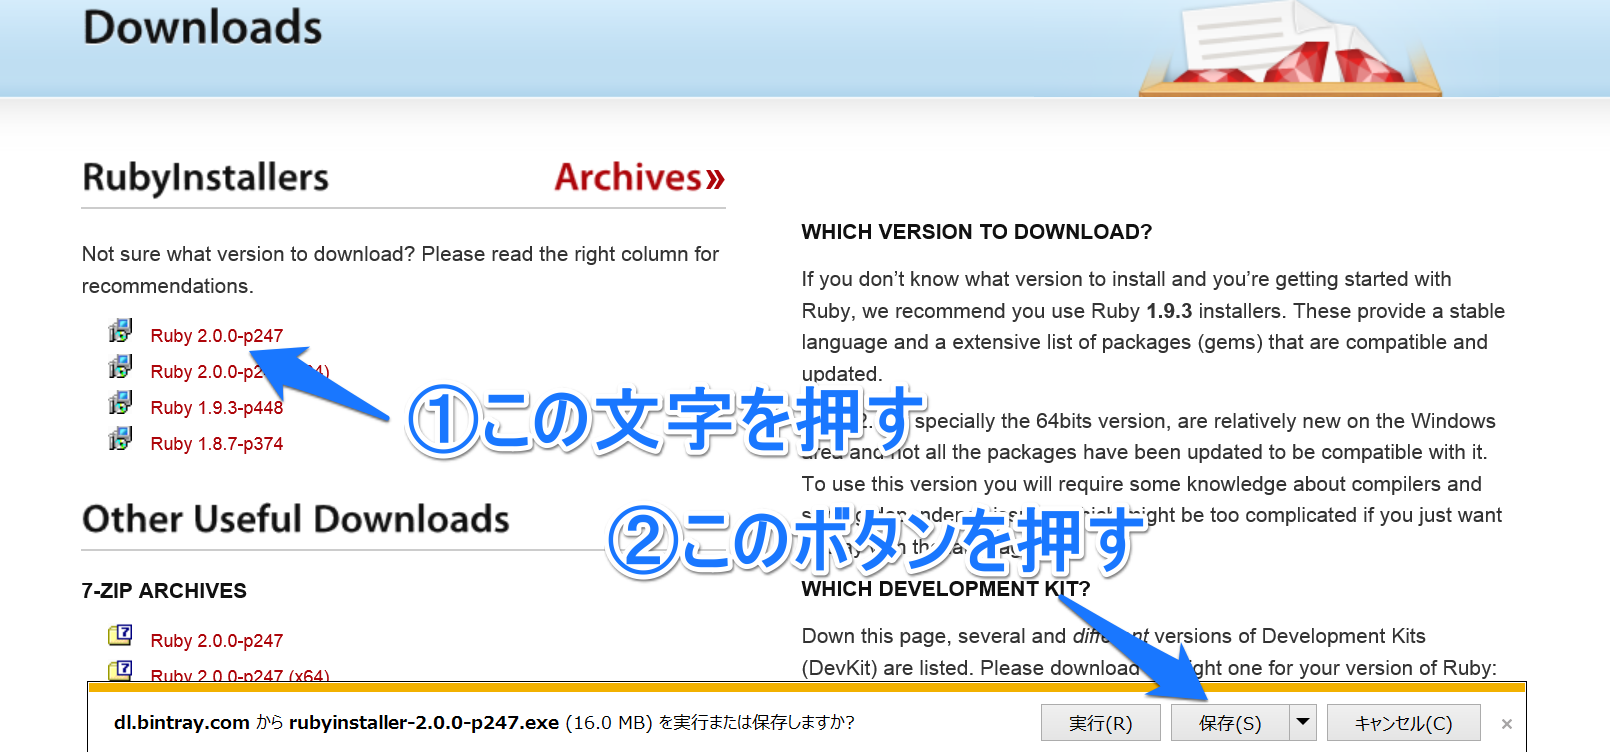 Downloads
RubyInstallers
Archives»
Not sure what version to download? Please read the right column for
recommendations.
Ruby 2.0.0-p247
Ruby 2.0.0-p2 4)
Ruby 1.9.3-p448
Ruby 1.8.7-p374
①この文字を押す
Other Useful Downloads
7-ZIP ARCHIVES
Ruby 2.0.0-p247
Ruby 2.0.0-p247 (x64)
WHICH VERSION TO DOWNLOAD?
If you don’t know what version to install and you’re getting started with
Ruby, we recommend you use Ruby 1.9.3 installers. These provide a stable
language and a extensive list of packages (gems) that are compatible and
updated.
2. specially the 64bits version, are relatively new on the Windows
area and not all the packages have been updated to be compatible with it.
To use this version you will require some knowledge about compilers and
might be too complicated if you just want
②このボタンを押す
WHICH DEVELOPMENT KIT?
Down this page, several and different versions of Development Kits
(DevKit) are listed. Please download right one for your version of Ruby:
dl.bintray.com から rubyinstaller-2.0.0-p247.exe (16.0 MB) を実行または保存しますか?
実行(R)
保存(S)
キャンセル(C)
×